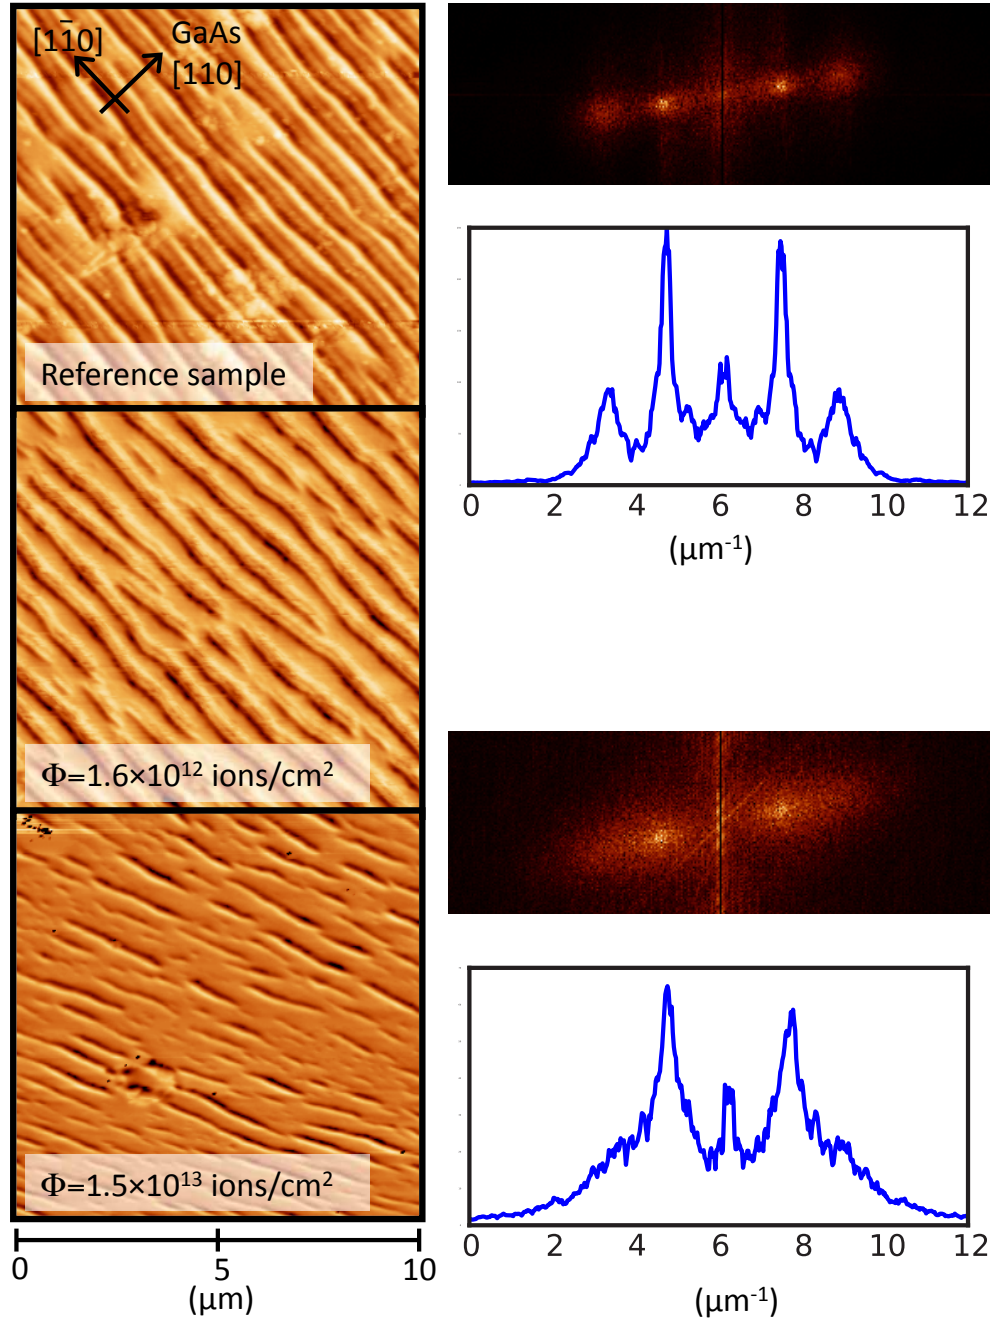 [11̄0]
GaAs
[110]
Reference sample
Φ=1.6×10¹² ions/cm²
Φ=1.5×10¹³ ions/cm²
0 5 10
(μm)
0 2 4 6 8 10 12
(μm⁻¹)
0 2 4 6 8 10 12
(μm⁻¹)